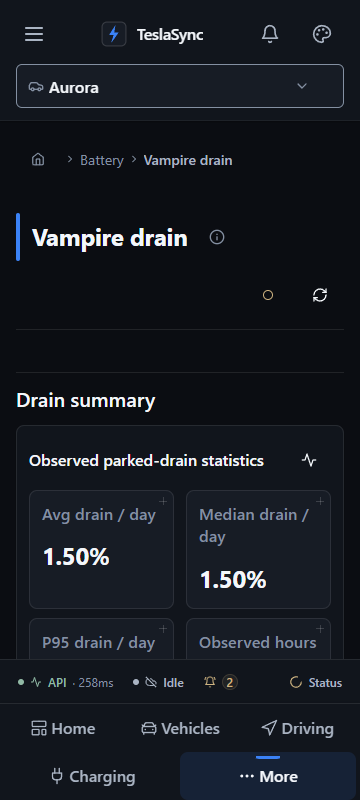 TeslaSync
Aurora
Battery
Vampire drain
Vampire drain
Drain summary
Observed parked-drain statistics
Avg drain / day
1.50%
Median drain /
day
1.50%
P95 drain / day
Observed hours
API · 258ms
Idle
2
Status
Home
Vehicles
Driving
Charging
More